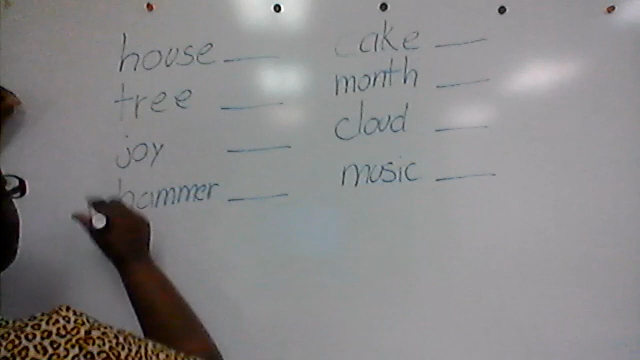 house ___ cake ___
tree ___ month ___
joy ___ cloud ___
hammer ___ music ___